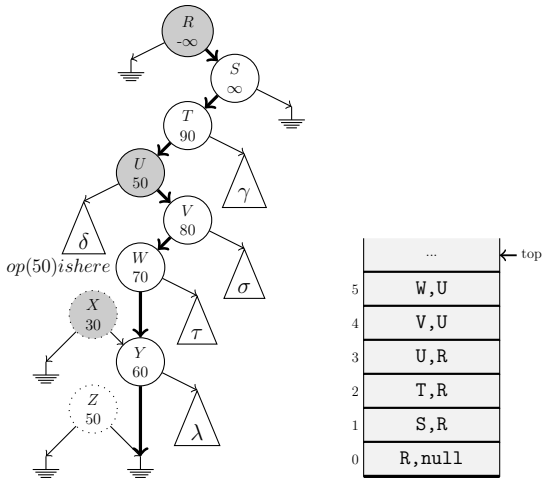 R
-∞
S
∞
T
90
U
50
γ
δ
V
80
op(50)ishere
W
70
σ
X
30
τ
Y
60
Z
50
λ
... top
5 W,U
4 V,U
3 U,R
2 T,R
1 S,R
0 R,null